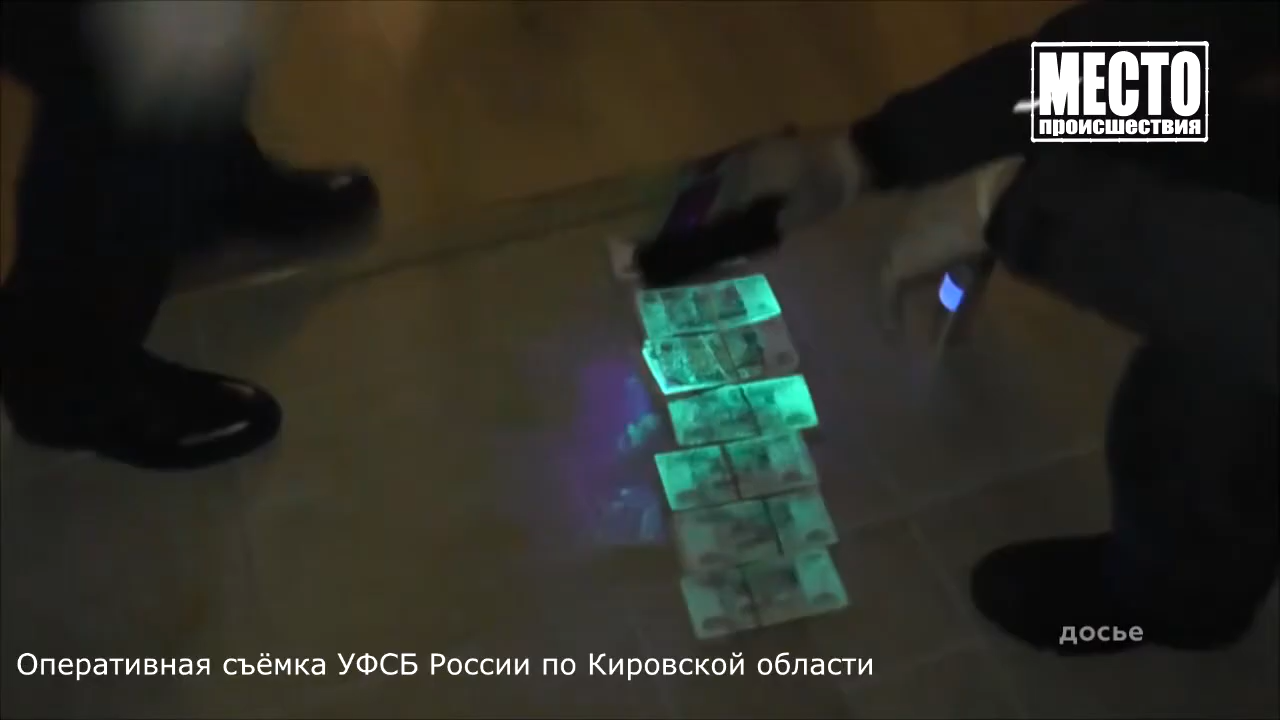 МЕСТО
ПРОИСШЕСТВИЯ
досье
Оперативная съёмка УФСБ России по Кировской области